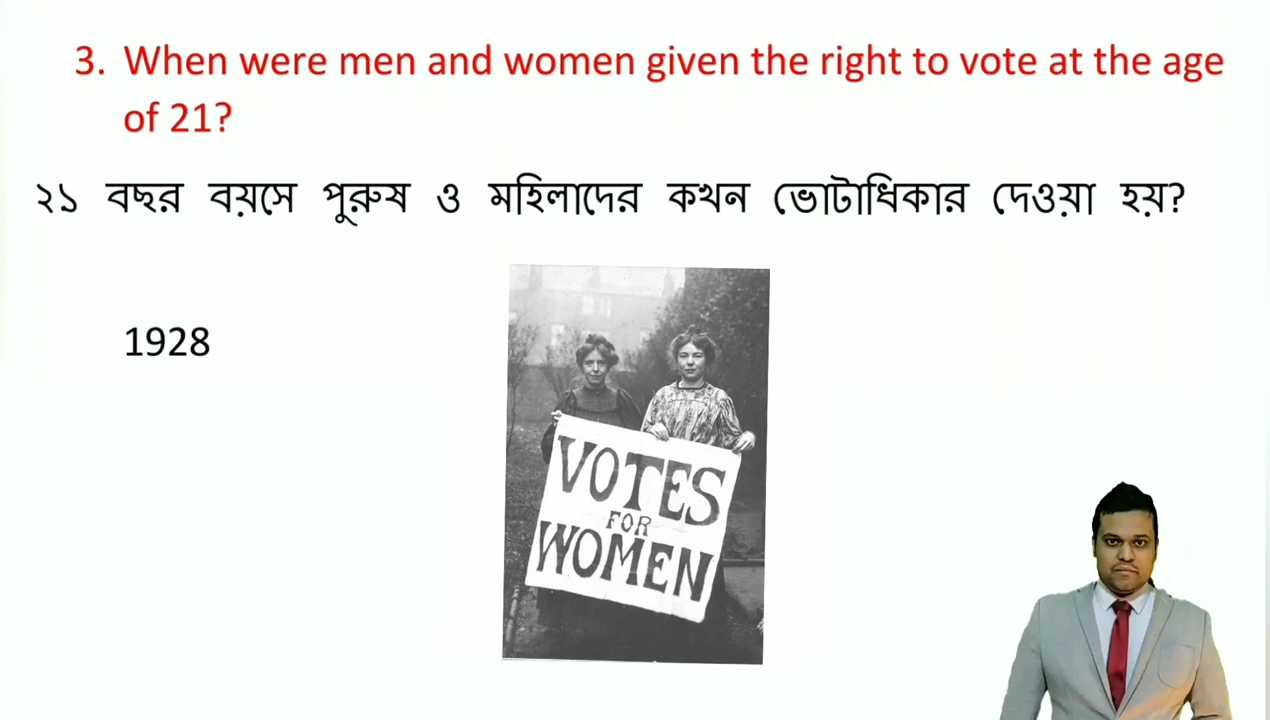 3. When were men and women given the right to vote at the age
of 21?
২১ বছর বয়সে পুরুষ ও মহিলাদের কখন ভোটাধিকার দেওয়া হয়?
1928
VOTES
FOR
WOMEN